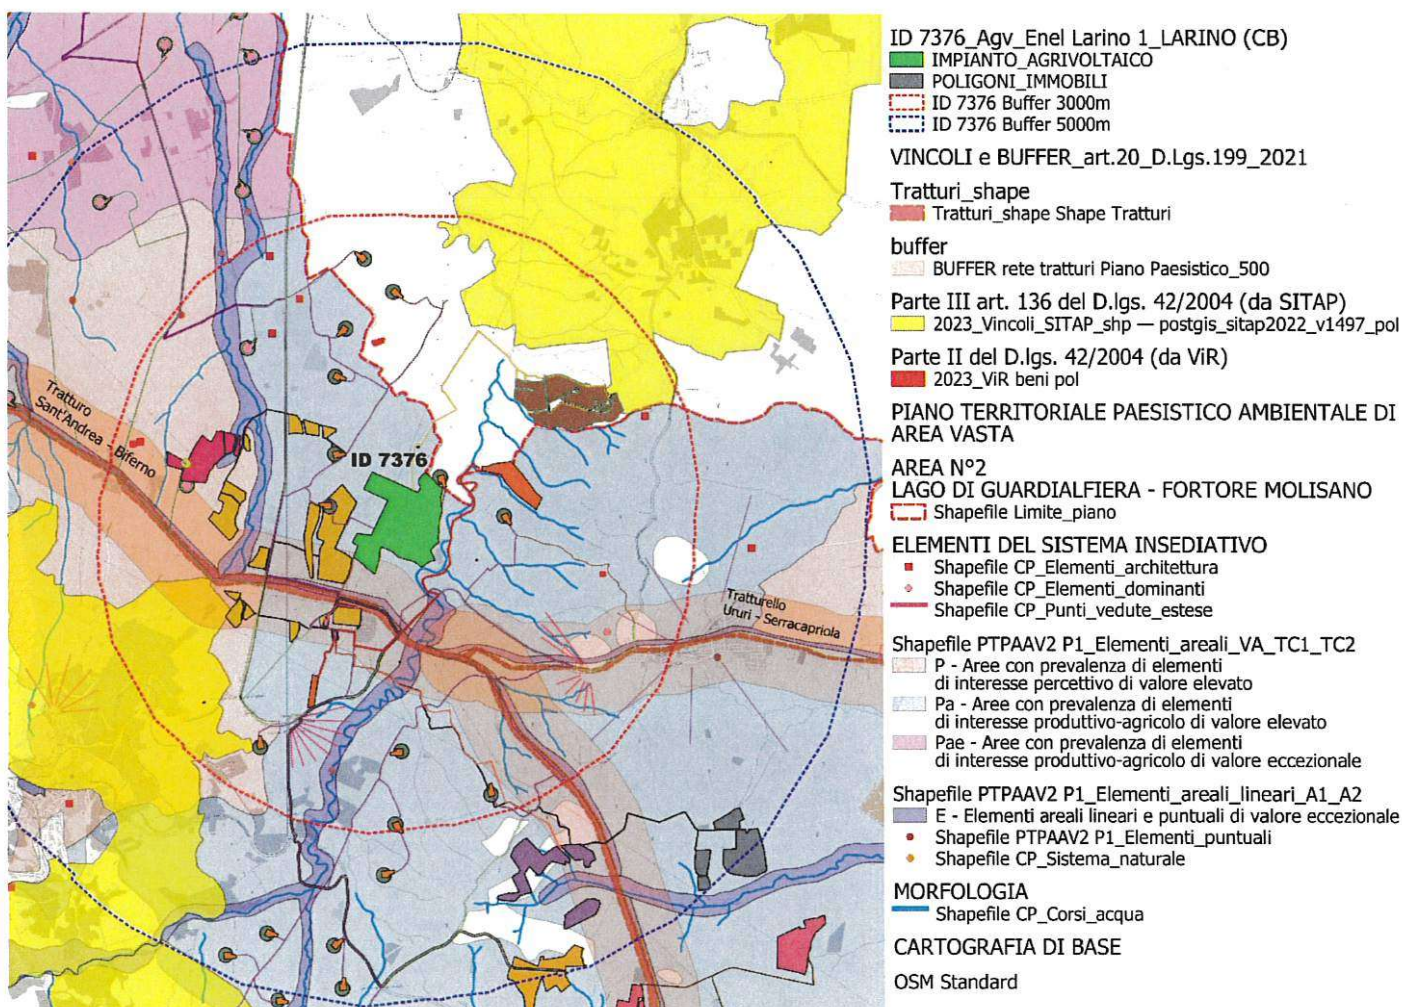 Tratturo
Sant'Andrea - Biferno
ID 7376
Tratturello
Ururi - Serracapriola
ID 7376_Agv_Enel Larino 1_LARINO (CB)
IMPIANTO_AGRIVOLTAICO
POLIGONI_IMMOBILI
ID 7376 Buffer 3000m
ID 7376 Buffer 5000m
VINCOLI e BUFFER_art.20_D.Lgs.199_2021
Tratturi_shape
Tratturi_shape Shape Tratturi
buffer
BUFFER rete tratturi Piano Paesistico_500
Parte III art. 136 del D.lgs. 42/2004 (da SITAP)
2023_Vincoli_SITAP_shp — postgis_sitap2022_v1497_pol
Parte II del D.lgs. 42/2004 (da ViR)
2023_ViR beni pol
PIANO TERRITORIALE PAESISTICO AMBIENTALE DI
AREA VASTA
AREA N°2
LAGO DI GUARDIALFIERA - FORTORE MOLISANO
Shapefile Limite_piano
ELEMENTI DEL SISTEMA INSEDIATIVO
Shapefile CP_Elementi_architettura
Shapefile CP_Elementi_dominanti
Shapefile CP_Punti_vedute_estese
Shapefile PTPAAV2 P1_Elementi_areali_VA_TC1_TC2
P - Aree con prevalenza di elementi
di interesse percettivo di valore elevato
Pa - Aree con prevalenza di elementi
di interesse produttivo-agricolo di valore elevato
Pae - Aree con prevalenza di elementi
di interesse produttivo-agricolo di valore eccezionale
Shapefile PTPAAV2 P1_Elementi_areali_lineari_A1_A2
E - Elementi areali lineari e puntuali di valore eccezionale
Shapefile PTPAAV2 P1_Elementi_puntuali
Shapefile CP_Sistema_naturale
MORFOLOGIA
Shapefile CP_Corsi_acqua
CARTOGRAFIA DI BASE
OSM Standard